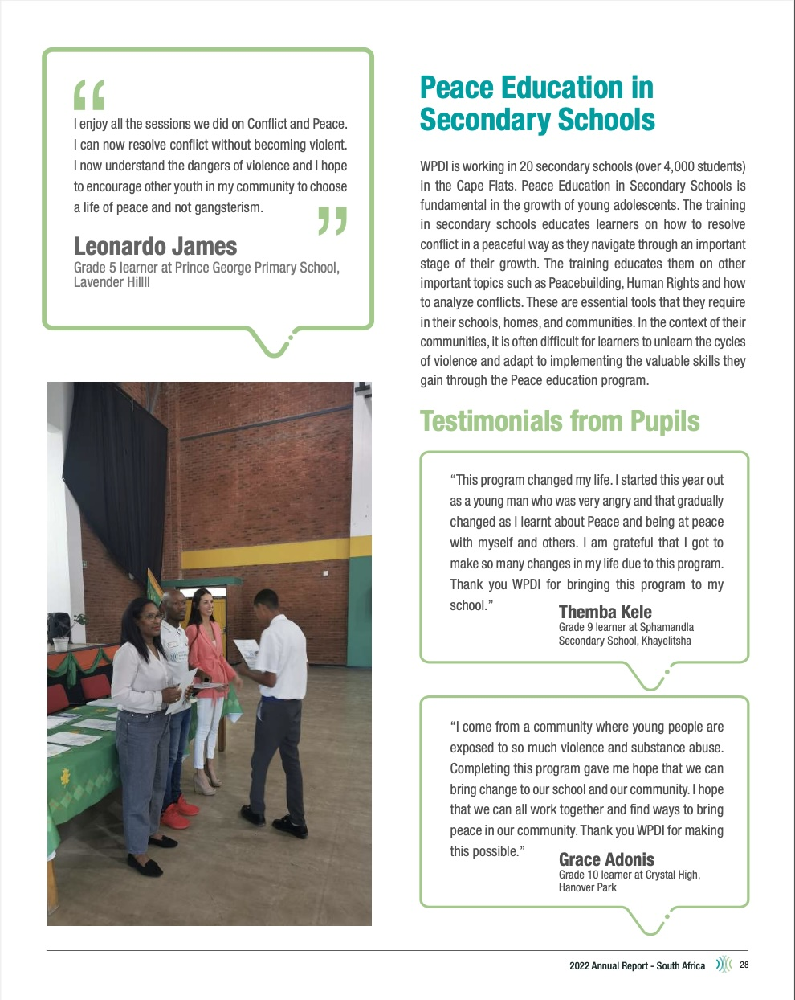 I enjoy all the sessions we did on Conflict and Peace.
I can now resolve conflict without becoming violent.
I now understand the dangers of violence and I hope
to encourage other youth in my community to choose
a life of peace and not gangsterism.
Leonardo James
Grade 5 learner at Prince George Primary School,
Lavender Hillll
Peace Education in
Secondary Schools
WPDI is working in 20 secondary schools (over 4,000 students)
in the Cape Flats. Peace Education in Secondary Schools is
fundamental in the growth of young adolescents. The training
in secondary schools educates learners on how to resolve
conflict in a peaceful way as they navigate through an important
stage of their growth. The training educates them on other
important topics such as Peacebuilding, Human Rights and how
to analyze conflicts. These are essential tools that they require
in their schools, homes, and communities. In the context of their
communities, it is often difficult for learners to unlearn the cycles
of violence and adapt to implementing the valuable skills they
gain through the Peace education program.
Testimonials from Pupils
“This program changed my life. I started this year out
as a young man who was very angry and that gradually
changed as I learnt about Peace and being at peace
with myself and others. I am grateful that I got to
make so many changes in my life due to this program.
Thank you WPDI for bringing this program to my
school.”
Themba Kele
Grade 9 learner at Sphamandla
Secondary School, Khayelitsha
“I come from a community where young people are
exposed to so much violence and substance abuse.
Completing this program gave me hope that we can
bring change to our school and our community. I hope
that we can all work together and find ways to bring
peace in our community. Thank you WPDI for making
this possible.”
Grace Adonis
Grade 10 learner at Crystal High,
Hanover Park
2022 Annual Report - South Africa 28